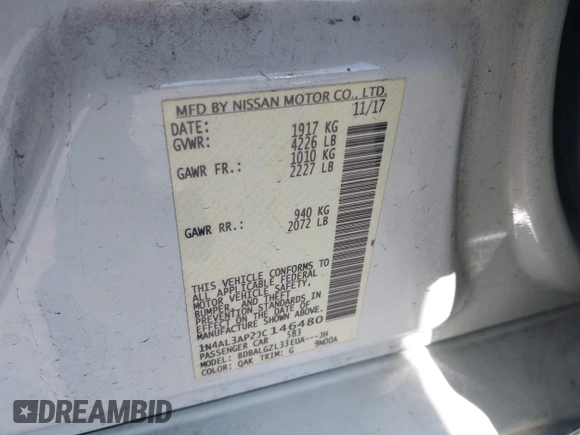 MFD BY NISSAN MOTOR CO., LTD.
DATE: 11/17
GVWR: 1917 KG
4226 LB
GAWR FR.: 1010 KG
2227 LB
GAWR RR.: 940 KG
2072 LB
THIS VEHICLE CONFORMS TO
ALL APPLICABLE FEDERAL
MOTOR VEHICLE SAFETY,
BUMPER, AND THEFT
PREVENTION STANDARDS IN
EFFECT ON THE DATE OF
MANUFACTURE SHOWN ABOVE.
1N4AL3AP2JC146480
PASSENGER CAR 583
MODEL: BDBALGZL33EUA---JH
COLOR: QAK TRIM: G 9N00A
DREAMBID